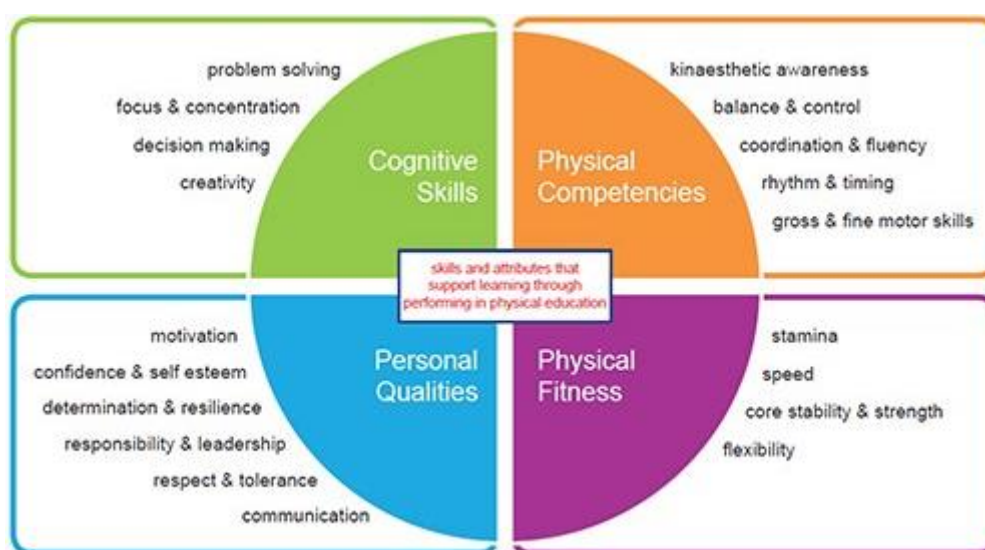 problem solving
focus & concentration
decision making
creativity
Cognitive
Skills
Physical
Competencies
kinaesthetic awareness
balance & control
coordination & fluency
rhythm & timing
gross & fine motor skills
skills and attributes that
support learning through
performing in physical education
motivation
confidence & self esteem
determination & resilience
responsibility & leadership
respect & tolerance
communication
Personal
Qualities
Physical
Fitness
stamina
speed
core stability & strength
flexibility